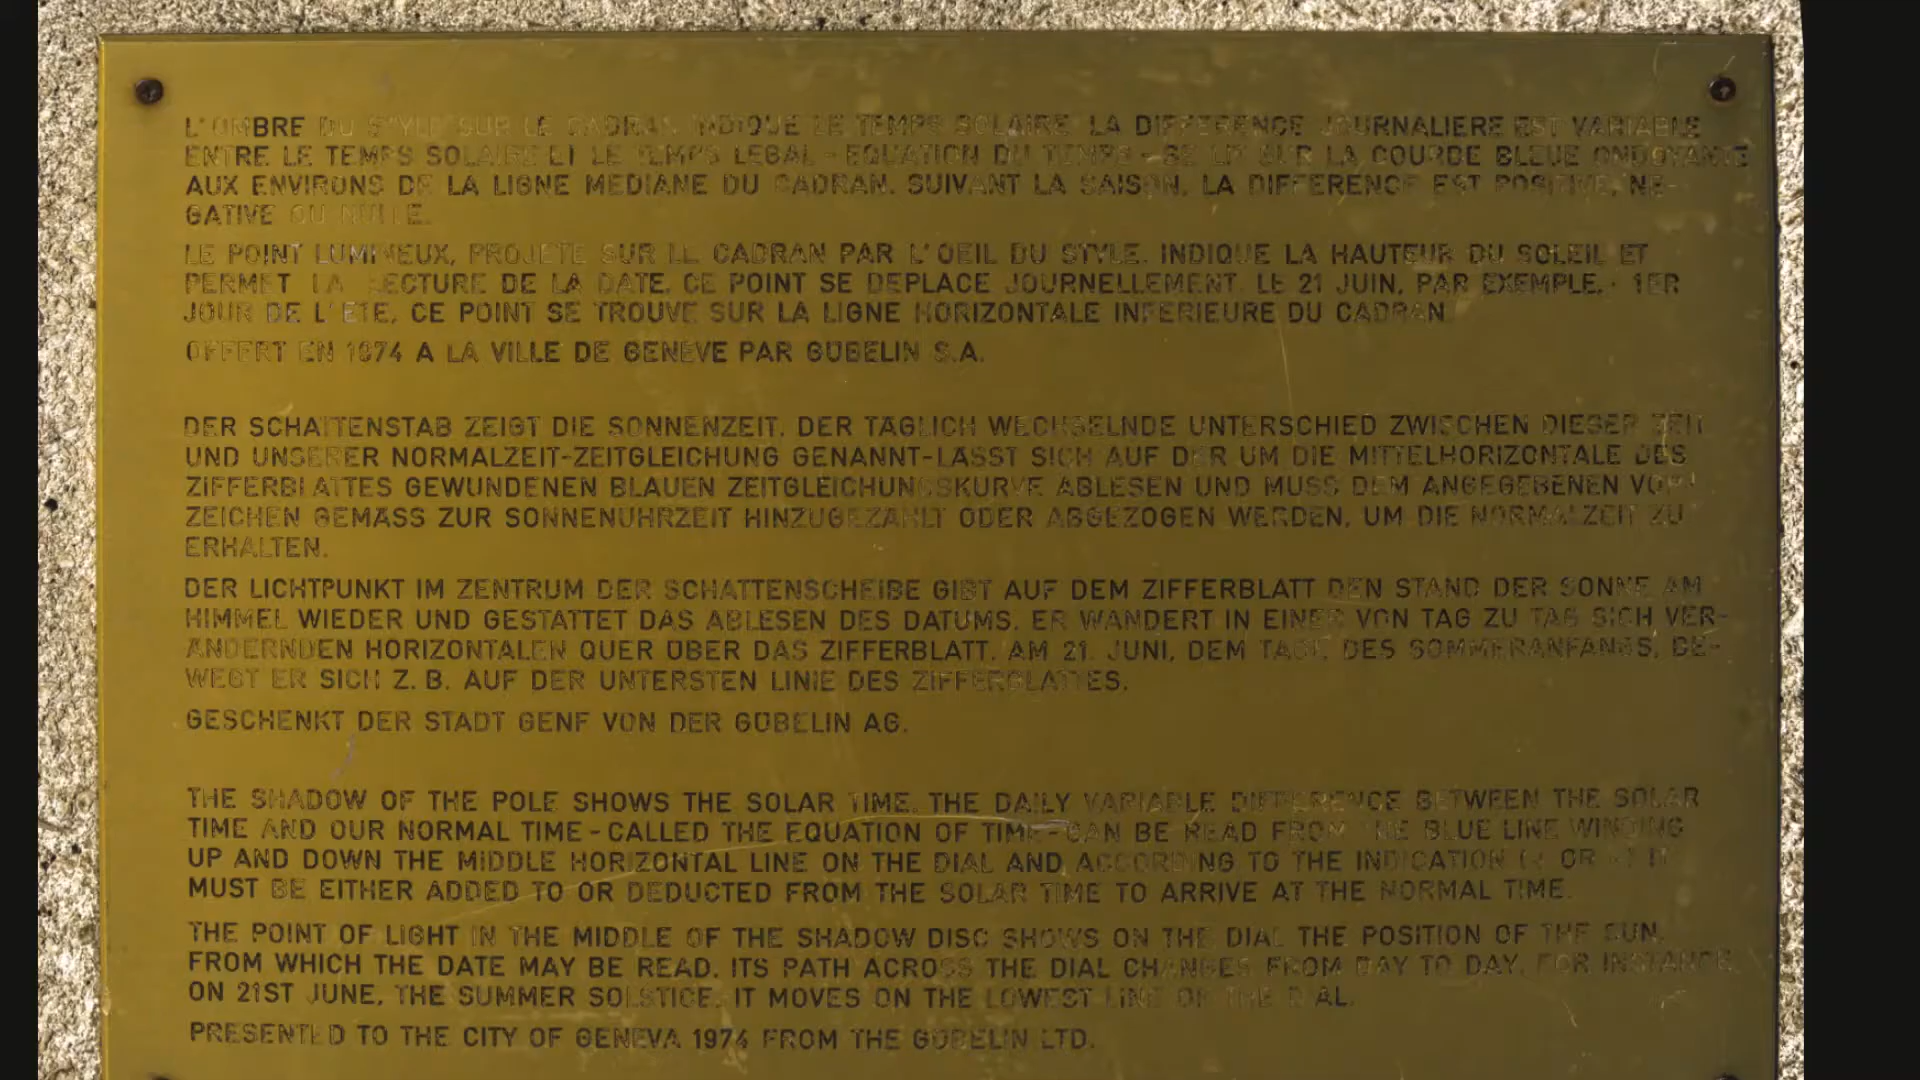 L'OMBRE DU STYLE SUR LE CADRAN INDIQUE LE TEMPS SOLAIRE. LA DIFFERENCE JOURNALIERE EST VARIABLE
ENTRE LE TEMPS SOLAIRE ET LE TEMPS LEGAL - EQUATION DU TEMPS - SE LIT SUR LA COURBE BLEUE ONDOYANTE
AUX ENVIRONS DE LA LIGNE MEDIANE DU CADRAN. SUIVANT LA SAISON, LA DIFFERENCE EST POSITIVE, NE-
GATIVE OU NULLE.
LE POINT LUMINEUX, PROJETE SUR LE CADRAN PAR L'OEIL DU STYLE, INDIQUE LA HAUTEUR DU SOLEIL ET
PERMET LA LECTURE DE LA DATE. CE POINT SE DEPLACE JOURNELLEMENT. LE 21 JUIN, PAR EXEMPLE, 1ER
JOUR DE L'ETE, CE POINT SE TROUVE SUR LA LIGNE HORIZONTALE INFERIEURE DU CADRAN
OFFERT EN 1974 A LA VILLE DE GENEVE PAR GÜBELIN S.A.
DER SCHATTENSTAB ZEIGT DIE SONNENZEIT. DER TÄGLICH WECHSELNDE UNTERSCHIED ZWISCHEN DIESER ZEIT
UND UNSERER NORMALZEIT-ZEITGLEICHUNG GENANNT-LÄSST SICH AUF DER UM DIE MITTELHORIZONTALE DES
ZIFFERBLATTES GEWUNDENEN BLAUEN ZEITGLEICHUNGSKURVE ABLESEN UND MUSS DEM ANGEGEBENEN VOR-
ZEICHEN GEMÄSS ZUR SONNENUHRZEIT HINZUGEZÄHLT ODER ABGEZOGEN WERDEN, UM DIE NORMALZEIT ZU
ERHALTEN.
DER LICHTPUNKT IM ZENTRUM DER SCHATTENSCHEIBE GIBT AUF DEM ZIFFERBLATT DEN STAND DER SONNE AM
HIMMEL WIEDER UND GESTATTET DAS ABLESEN DES DATUMS. ER WANDERT IN EINER VON TAG ZU TAG SICH VER-
ÄNDERNDEN HORIZONTALEN QUER ÜBER DAS ZIFFERBLATT. AM 21. JUNI, DEM TAGE DES SOMMERANFANGS, BE-
WEGT ER SICH Z.B. AUF DER UNTERSTEN LINIE DES ZIFFERBLATTES.
GESCHENKT DER STADT GENF VON DER GÜBELIN AG.
THE SHADOW OF THE POLE SHOWS THE SOLAR TIME. THE DAILY VARIABLE DIFFERENCE BETWEEN THE SOLAR
TIME AND OUR NORMAL TIME - CALLED THE EQUATION OF TIME - CAN BE READ FROM THE BLUE LINE WINDING
UP AND DOWN THE MIDDLE HORIZONTAL LINE ON THE DIAL AND ACCORDING TO THE INDICATION (+ OR -) IT
MUST BE EITHER ADDED TO OR DEDUCTED FROM THE SOLAR TIME TO ARRIVE AT THE NORMAL TIME.
THE POINT OF LIGHT IN THE MIDDLE OF THE SHADOW DISC SHOWS ON THE DIAL THE POSITION OF THE SUN,
FROM WHICH THE DATE MAY BE READ. ITS PATH ACROSS THE DIAL CHANGES FROM DAY TO DAY. FOR INSTANCE,
ON 21ST JUNE, THE SUMMER SOLSTICE, IT MOVES ON THE LOWEST LINE OF THE DIAL.
PRESENTED TO THE CITY OF GENEVA 1974 FROM THE GÜBELIN LTD.